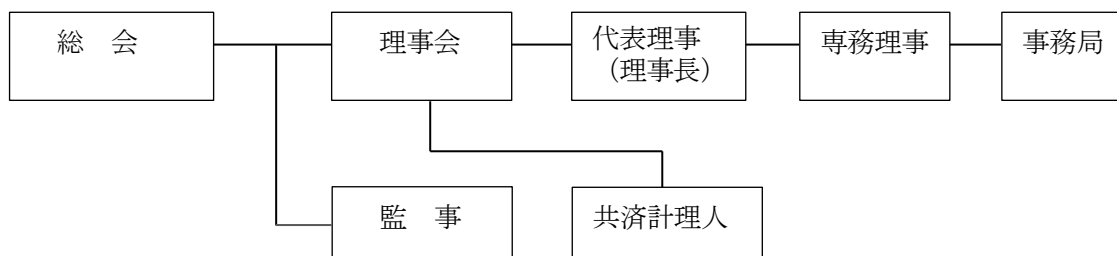 総　会
理事会
代表理事
（理事長）
専務理事
事務局
監　事
共済計理人